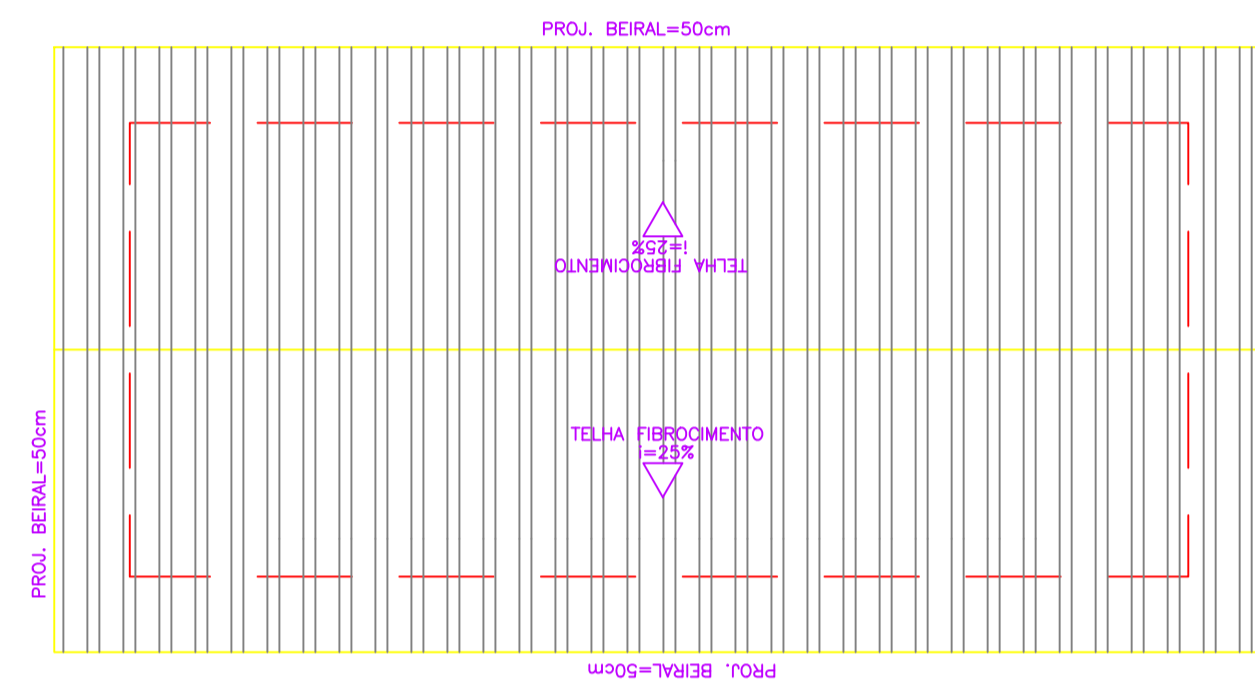 PROJ. BEIRAL=50cm
i=25%
TELHA FIBROCIMENTO
TELHA FIBROCIMENTO
i=25%
PROJ. BEIRAL=50cm
PROJ. BEIRAL=50cm